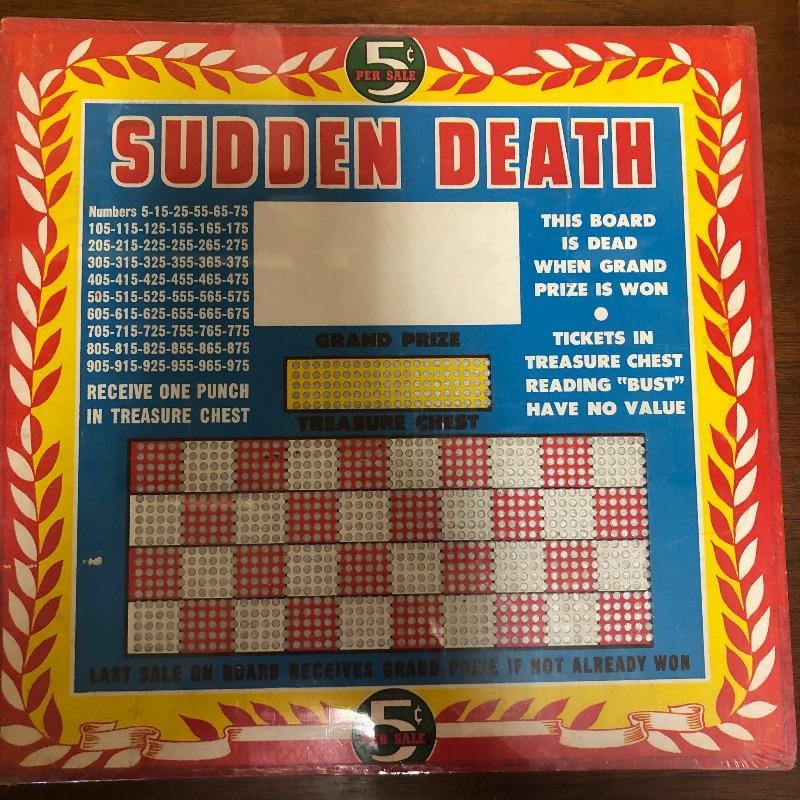 5¢
PER SALE
SUDDEN DEATH
Numbers 5-15-25-55-65-75
105-115-125-155-165-175
205-215-225-255-265-275
305-315-325-355-365-375
405-415-425-455-465-475
505-515-525-555-565-575
605-615-625-655-665-675
705-715-725-755-765-775
805-815-825-855-865-875
905-915-925-955-965-975
RECEIVE ONE PUNCH
IN TREASURE CHEST
THIS BOARD
IS DEAD
WHEN GRAND
PRIZE IS WON
TICKETS IN
TREASURE CHEST
READING "BUST"
HAVE NO VALUE
GRAND PRIZE
TREASURE CHEST
LAST SALE ON BOARD RECEIVES GRAND PRIZE IF NOT ALREADY WON
5¢
PER SALE